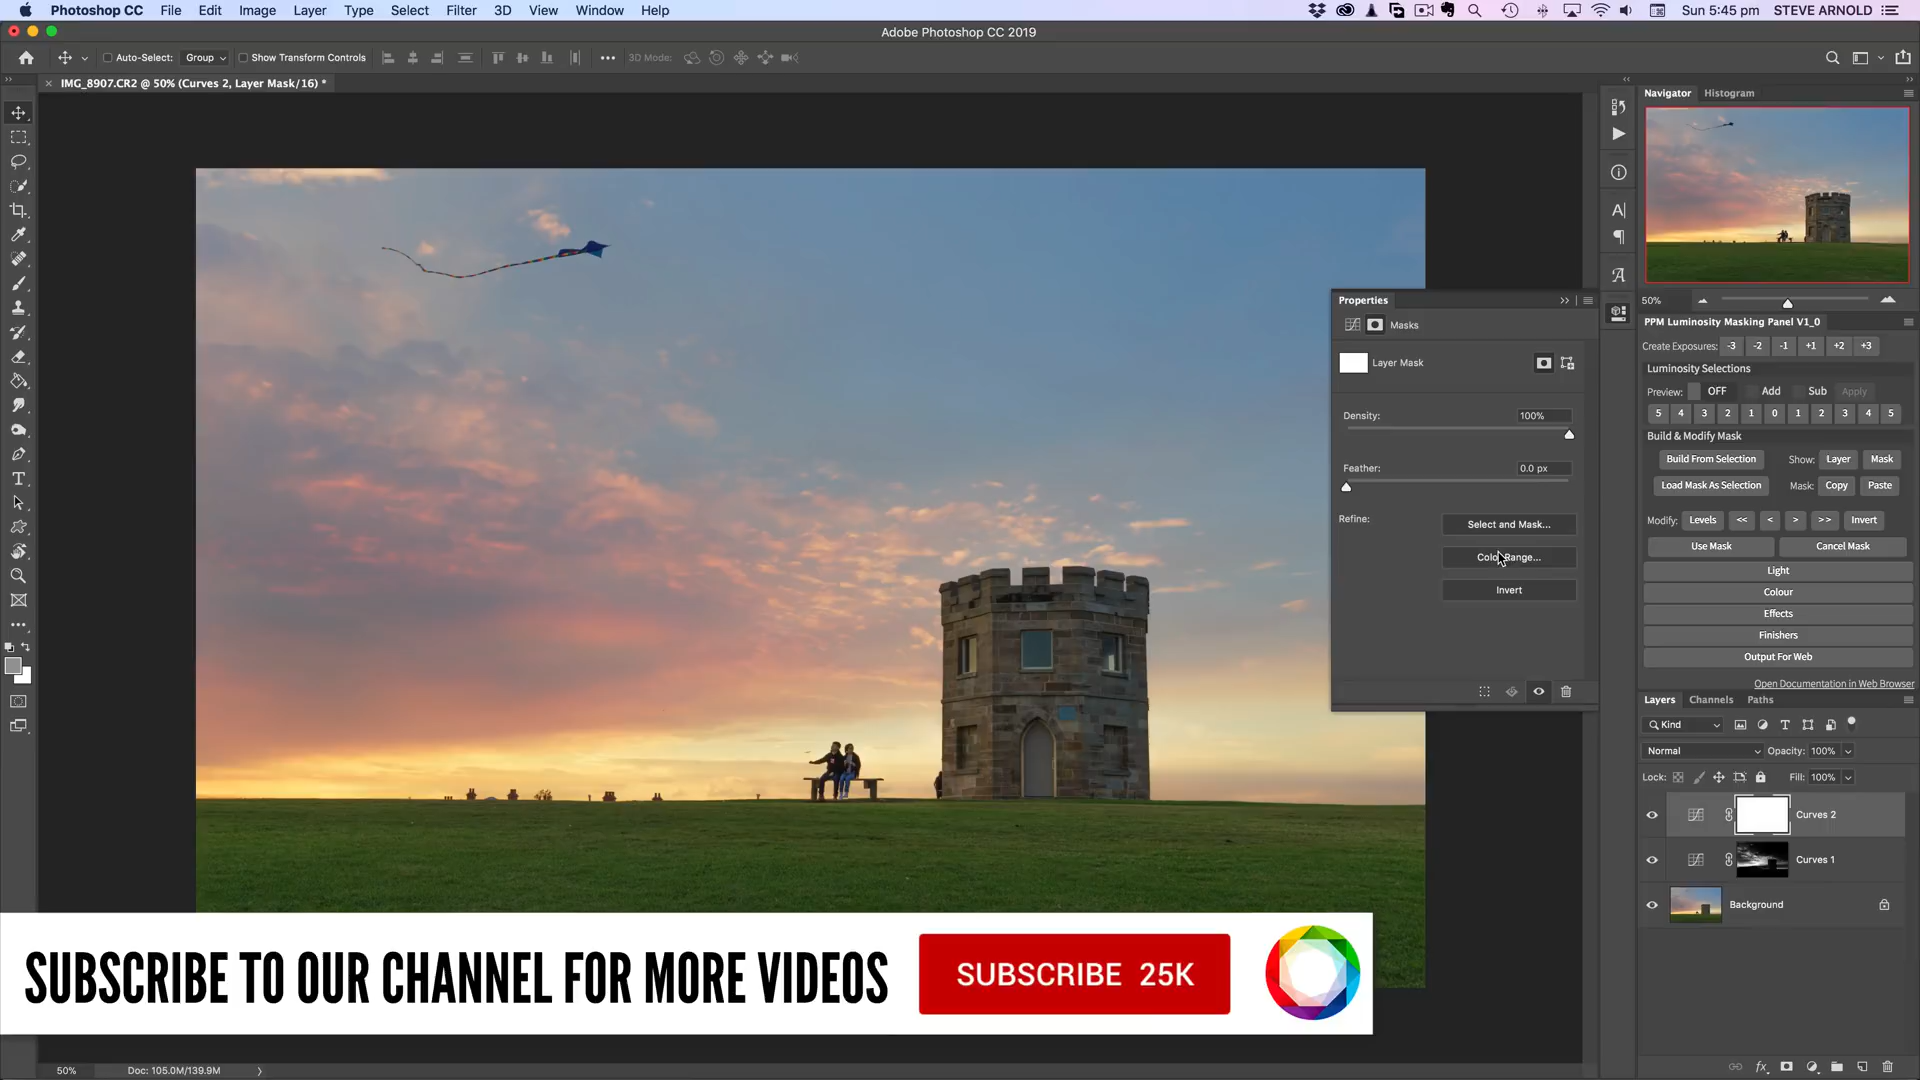 Photoshop CC File Edit Image Layer Type Select Filter 3D View Window Help Sun 5:45 pm STEVE ARNOLD
Adobe Photoshop CC 2019
Auto-Select: Group Show Transform Controls 3D Mode:
IMG_8907.CR2 @ 50% (Curves 2, Layer Mask/16) *
Navigator Histogram
50%
Properties
Masks
Layer Mask
Density: 100%
Feather: 0.0 px
Refine: Select and Mask...
Color Range...
Invert
PPM Luminosity Masking Panel V1_0
Create Exposures: -3 -2 -1 +1 +2 +3
Luminosity Selections
Preview: OFF Add Sub Apply
5 4 3 2 1 0 1 2 3 4 5
Build & Modify Mask
Build From Selection Show: Layer Mask
Load Mask As Selection Mask: Copy Paste
Modify: Levels << < > >> Invert
Use Mask Cancel Mask
Light
Colour
Effects
Finishers
Output For Web
Open Documentation in Web Browser
Layers Channels Paths
Kind
Normal Opacity: 100%
Lock: Fill: 100%
Curves 2
Curves 1
Background
SUBSCRIBE TO OUR CHANNEL FOR MORE VIDEOS SUBSCRIBE 25K
50% Doc: 105.0M/139.9M